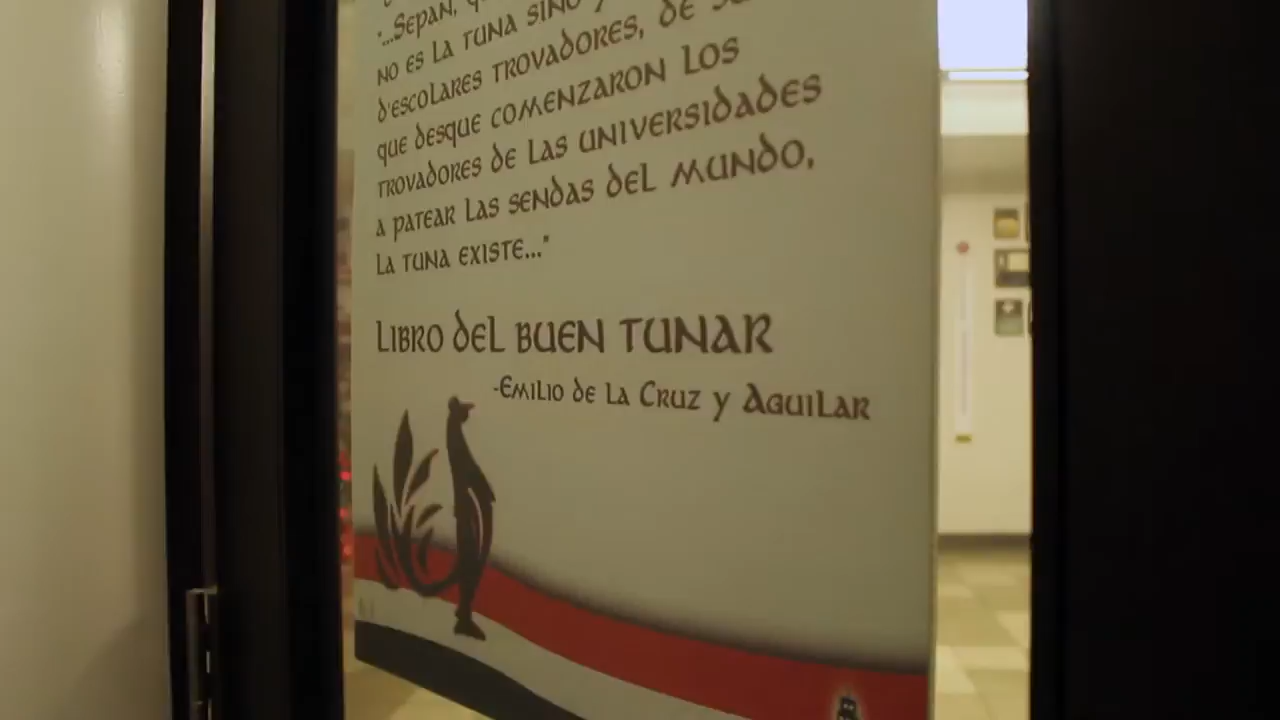 "...Sepan,
no es la tuna sino
d'escolares trovadores, de
que desque comenzaron los
trovadores de las universidades
a patear las sendas del mundo,
la tuna existe..."
Libro del Buen Tunar
-Emilio de la Cruz y Aguilar